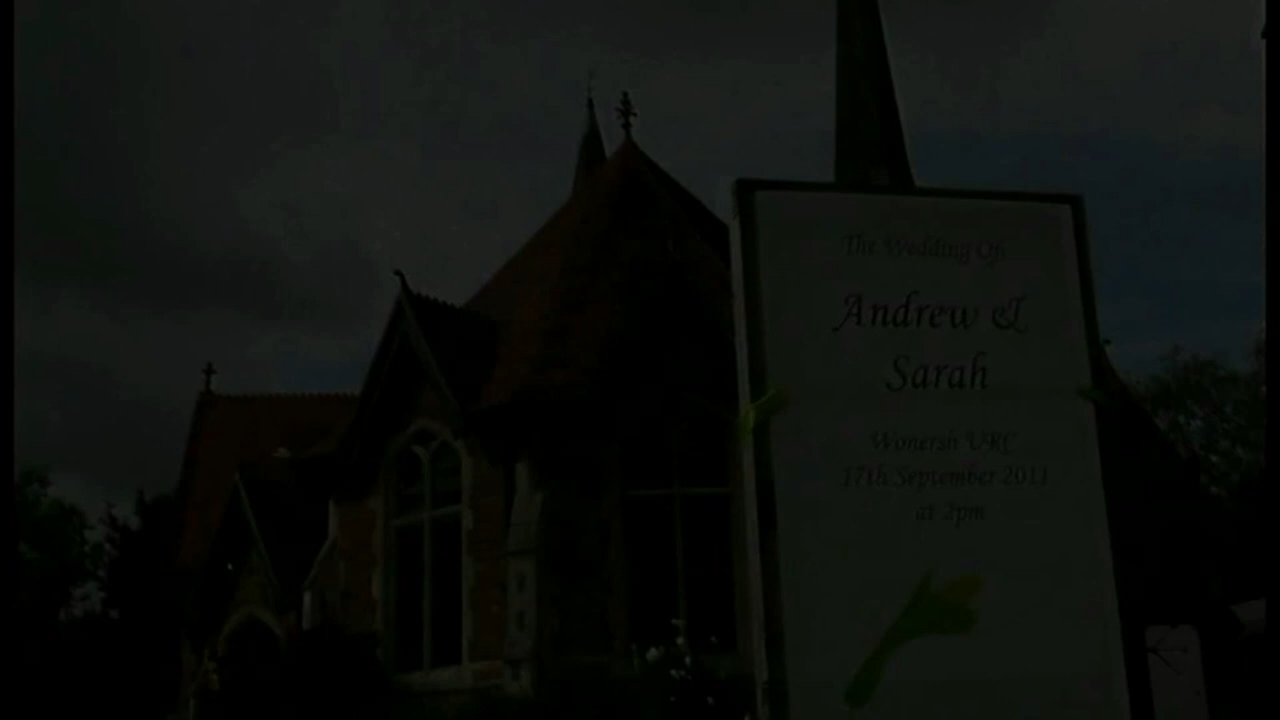 The Wedding Of:
Andrew &
Sarah
Wonersh URC
17th September 2011
at 2pm